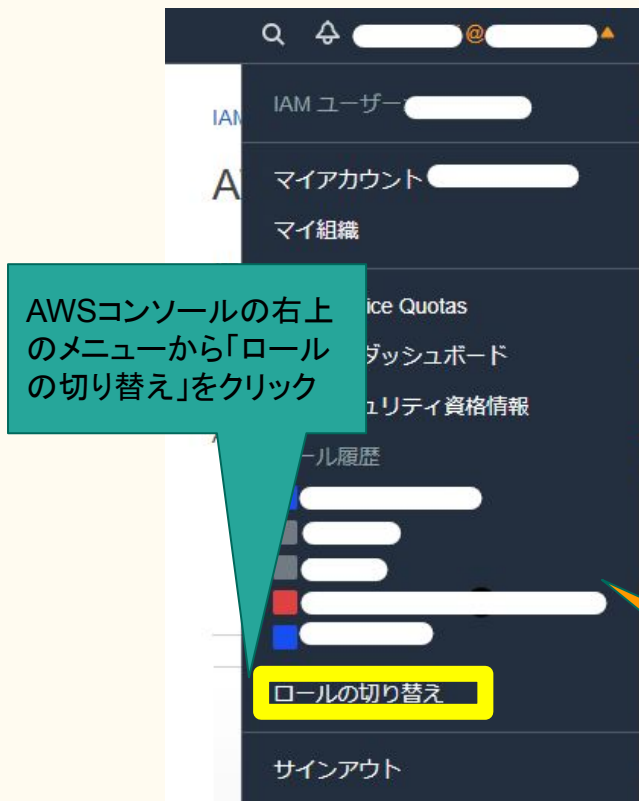 @
IAM ユーザー
IAM
マイアカウント
マイ組織
AWSコンソールの右上
のメニューから「ロール
の切り替え」をクリック
ice Quotas
ダッシュボード
ュリティ資格情報
ール履歴
ロールの切り替え
サインアウト